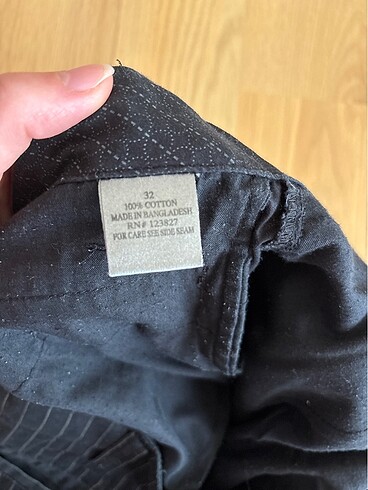 32
100% COTTON
MADE IN BANGLADESH
RN# 123827
FOR CARE SEE SIDE SEAM